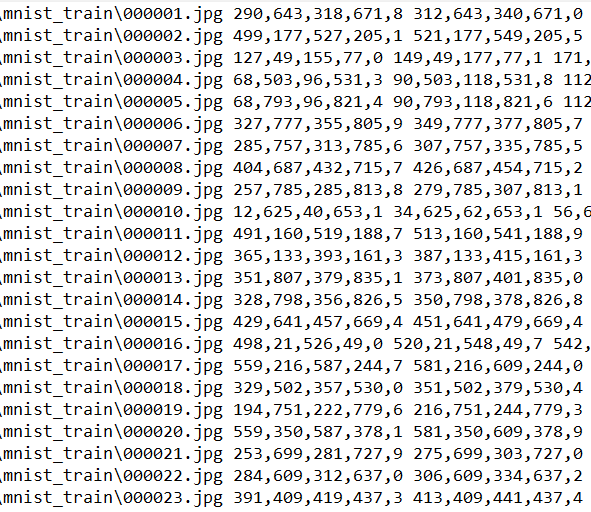 \mnist_train\000001.jpg 290,643,318,671,8 312,643,340,671,0
\mnist_train\000002.jpg 499,177,527,205,1 521,177,549,205,5
\mnist_train\000003.jpg 127,49,155,77,0 149,49,177,77,1 171,
\mnist_train\000004.jpg 68,503,96,531,3 90,503,118,531,8 112
\mnist_train\000005.jpg 68,793,96,821,4 90,793,118,821,6 112
\mnist_train\000006.jpg 327,777,355,805,9 349,777,377,805,7
\mnist_train\000007.jpg 285,757,313,785,6 307,757,335,785,5
\mnist_train\000008.jpg 404,687,432,715,7 426,687,454,715,2
\mnist_train\000009.jpg 257,785,285,813,8 279,785,307,813,1
\mnist_train\000010.jpg 12,625,40,653,1 34,625,62,653,1 56,6
\mnist_train\000011.jpg 491,160,519,188,7 513,160,541,188,9
\mnist_train\000012.jpg 365,133,393,161,3 387,133,415,161,3
\mnist_train\000013.jpg 351,807,379,835,1 373,807,401,835,0
\mnist_train\000014.jpg 328,798,356,826,5 350,798,378,826,8
\mnist_train\000015.jpg 429,641,457,669,4 451,641,479,669,4
\mnist_train\000016.jpg 498,21,526,49,0 520,21,548,49,7 542,
\mnist_train\000017.jpg 559,216,587,244,7 581,216,609,244,0
\mnist_train\000018.jpg 329,502,357,530,0 351,502,379,530,4
\mnist_train\000019.jpg 194,751,222,779,6 216,751,244,779,3
\mnist_train\000020.jpg 559,350,587,378,1 581,350,609,378,9
\mnist_train\000021.jpg 253,699,281,727,9 275,699,303,727,0
\mnist_train\000022.jpg 284,609,312,637,0 306,609,334,637,2
\mnist_train\000023.jpg 391,409,419,437,3 413,409,441,437,4